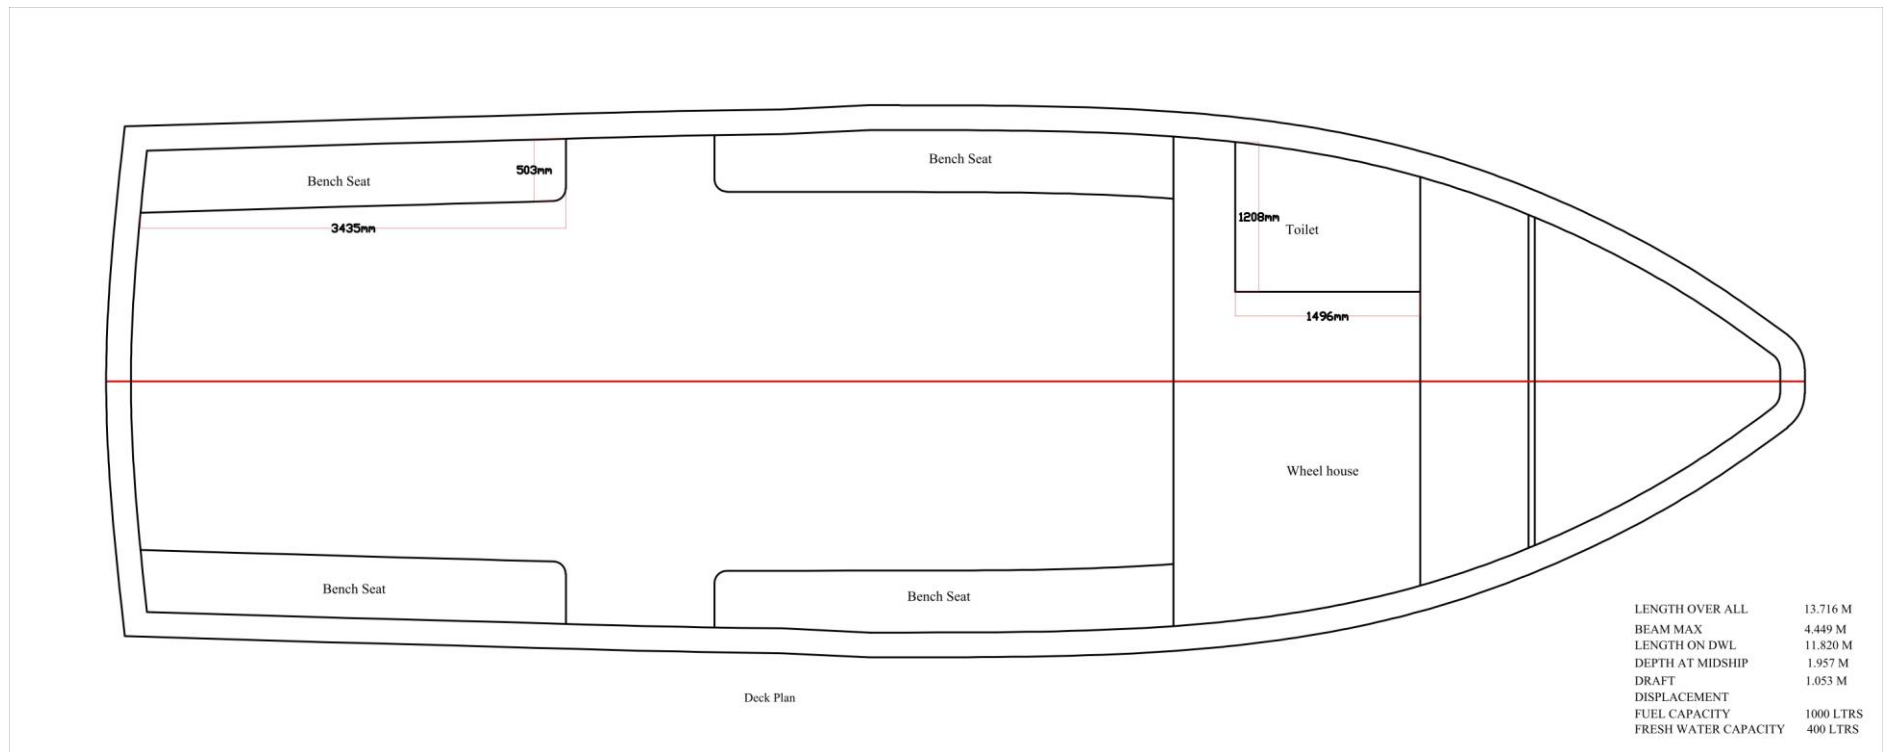 Bench Seat
503mm
Bench Seat
3435mm
1208mm
Toilet
1496mm
Wheel house
Bench Seat
Bench Seat
Deck Plan
LENGTH OVER ALL 13.716 M
BEAM MAX 4.449 M
LENGTH ON DWL 11.820 M
DEPTH AT MIDSHIP 1.957 M
DRAFT 1.053 M
DISPLACEMENT
FUEL CAPACITY 1000 LTRS
FRESH WATER CAPACITY 400 LTRS